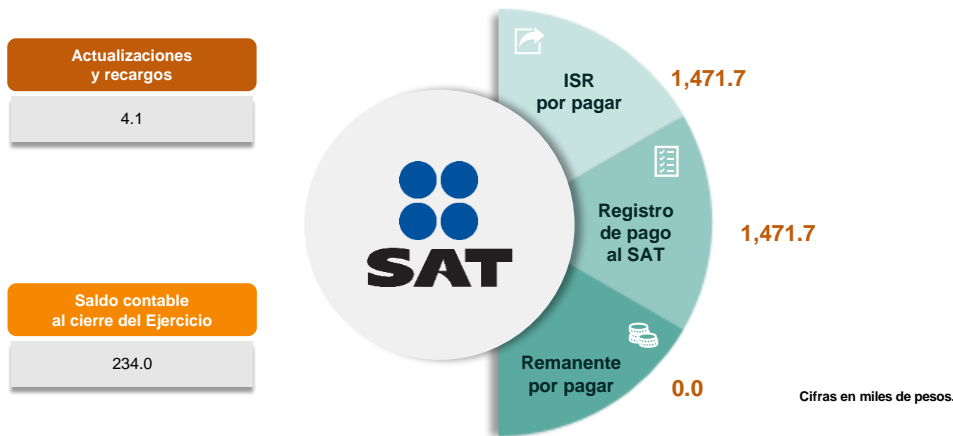 Actualizaciones
y recargos
4.1
Saldo contable
al cierre del Ejercicio
234.0
SAT
ISR
por pagar
1,471.7
Registro
de pago
al SAT
1,471.7
Remanente
por pagar
0.0
Cifras en miles de pesos.